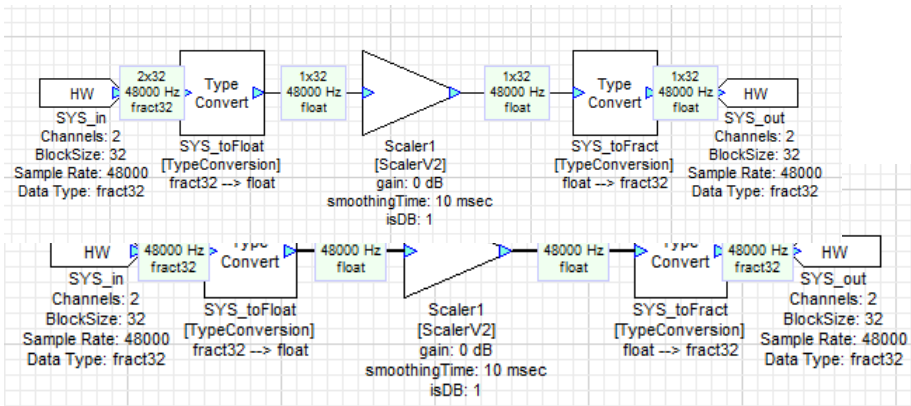 HW
2x32
48000 Hz
fract32
Type
Convert
1x32
48000 Hz
float
1x32
48000 Hz
float
Type
Convert
1x32
48000 Hz
float
HW
SYS_in
Channels: 2
BlockSize: 32
Sample Rate: 48000
Data Type: fract32
SYS_toFloat
[TypeConversion]
fract32 --> float
Scaler1
[ScalerV2]
gain: 0 dB
smoothingTime: 10 msec
isDB: 1
SYS_toFract
[TypeConversion]
float --> fract32
SYS_out
Channels: 2
BlockSize: 32
Sample Rate: 48000
Data Type: fract32
HW
48000 Hz
fract32
Type
Convert
48000 Hz
float
48000 Hz
float
Type
Convert
48000 Hz
fract32
HW
SYS_in
Channels: 2
BlockSize: 32
Sample Rate: 48000
Data Type: fract32
SYS_toFloat
[TypeConversion]
fract32 --> float
Scaler1
[ScalerV2]
gain: 0 dB
smoothingTime: 10 msec
isDB: 1
SYS_toFract
[TypeConversion]
float --> fract32
SYS_out
Channels: 2
BlockSize: 32
Sample Rate: 48000
Data Type: fract32